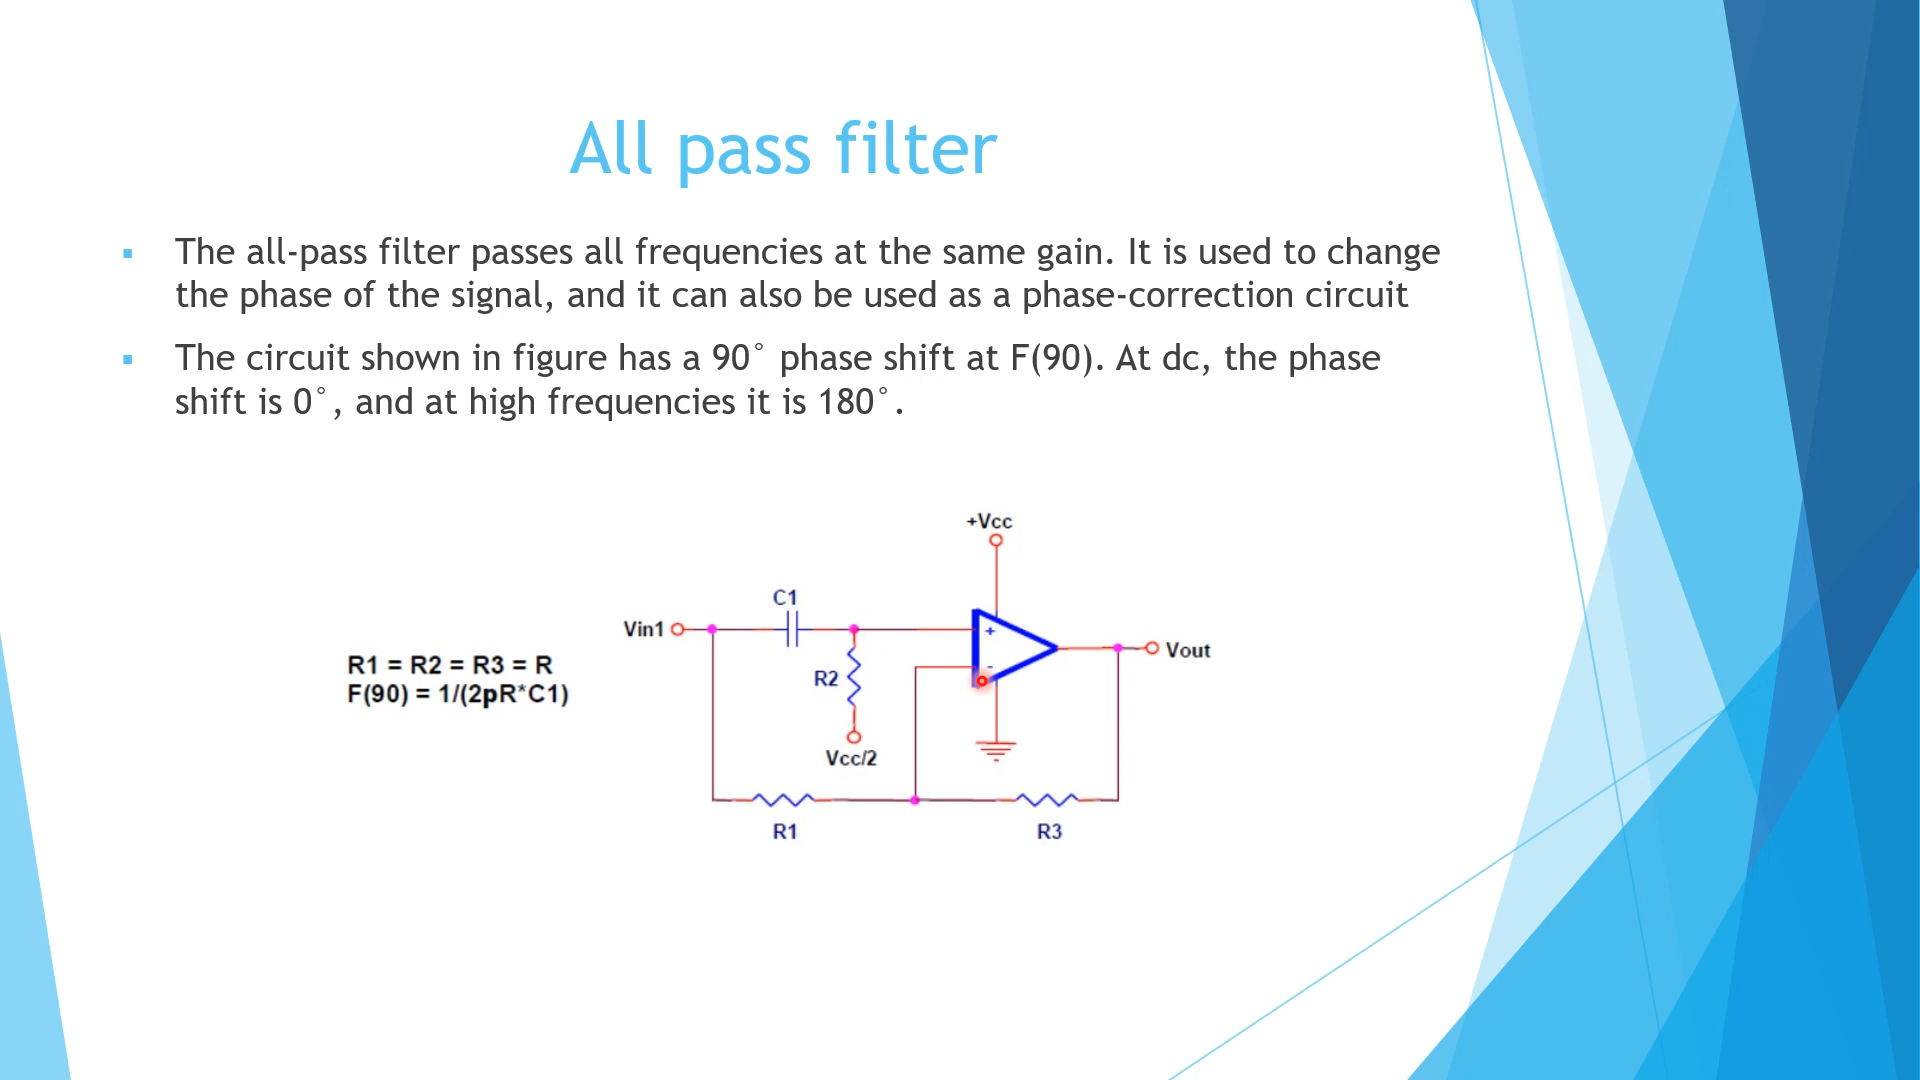 All pass filter
The all-pass filter passes all frequencies at the same gain. It is used to change
the phase of the signal, and it can also be used as a phase-correction circuit
The circuit shown in figure has a 90° phase shift at F(90). At dc, the phase
shift is 0°, and at high frequencies it is 180°.
+Vcc
C1
Vin1
+
-
Vout
R1 = R2 = R3 = R
F(90) = 1/(2pR*C1)
R2
Vcc/2
R1
R3